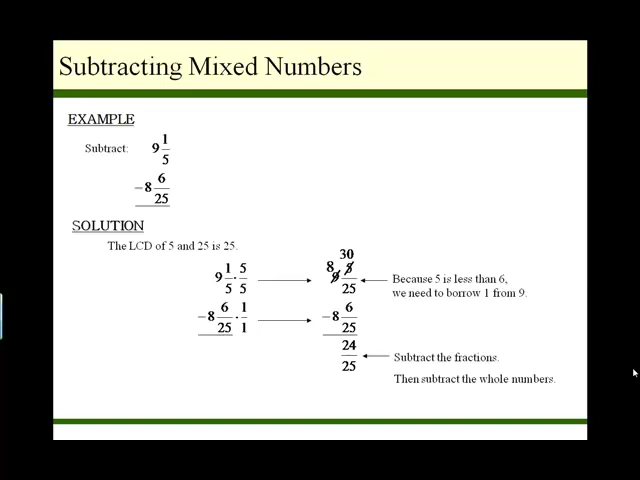 Subtracting Mixed Numbers
EXAMPLE
Subtract: 9 1/5
−8 6/25
SOLUTION
The LCD of 5 and 25 is 25.
9 1/5 · 5/5 8 30 9 5/25 Because 5 is less than 6,
we need to borrow 1 from 9.
−8 6/25 · 1/1 −8 6/25
24/25 Subtract the fractions.
Then subtract the whole numbers.